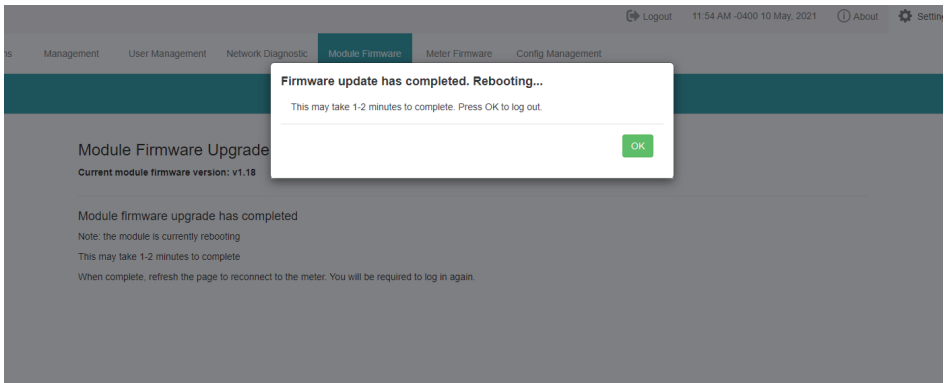 Logout 11:54 AM -0400 10 May, 2021 About
Management User Management Network Diagnostic Module Firmware Meter Firmware Config Management
Firmware update has completed. Rebooting...
This may take 1-2 minutes to complete. Press OK to log out.
OK
Module Firmware Upgrade
Current module firmware version: v1.18
Module firmware upgrade has completed
Note: the module is currently rebooting
This may take 1-2 minutes to complete
When complete, refresh the page to reconnect to the meter. You will be required to log in again.